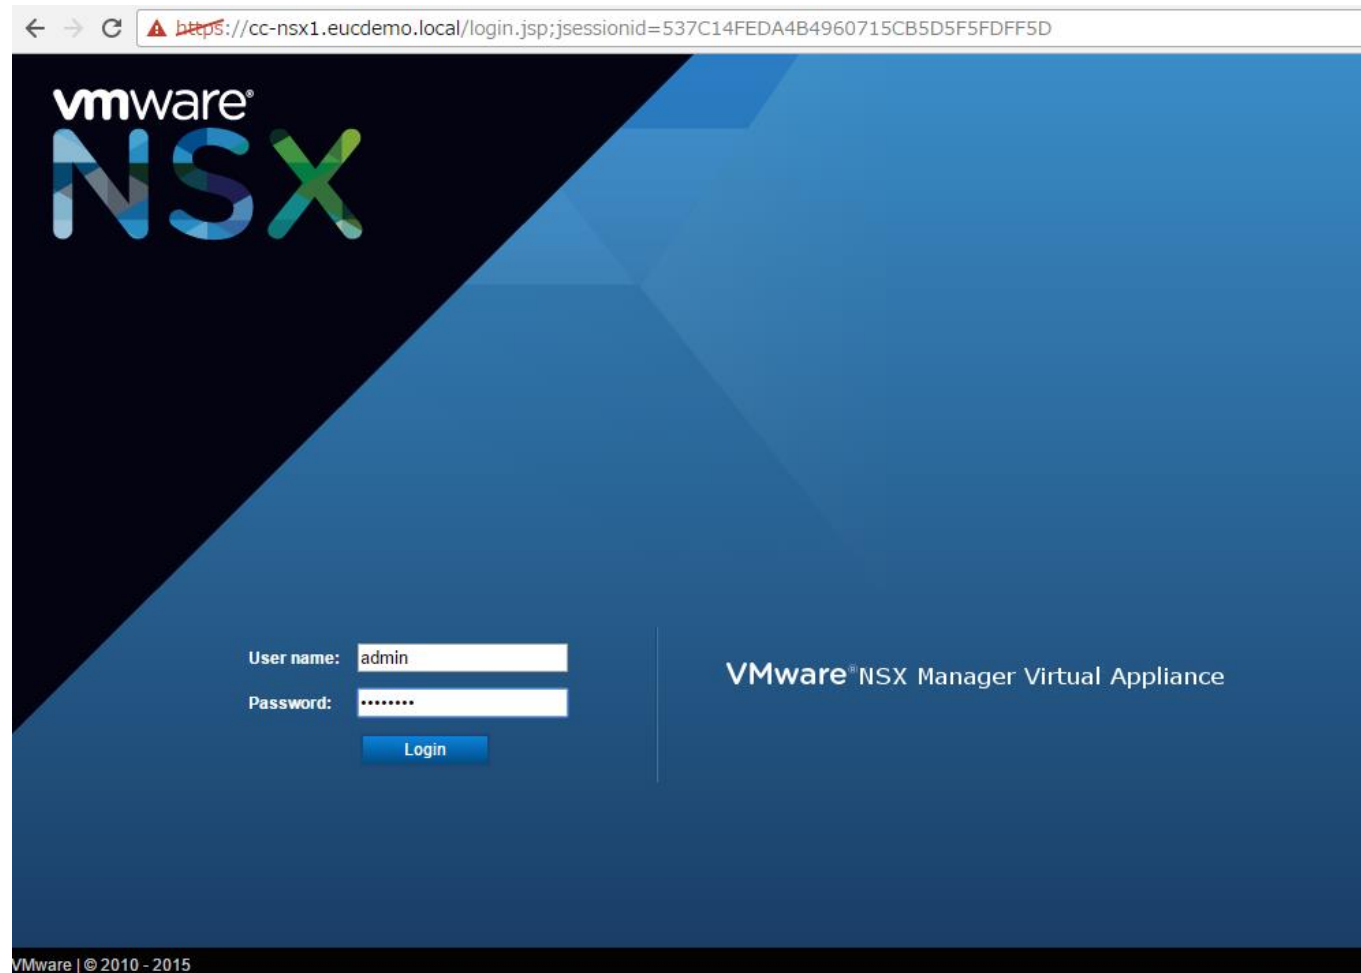 https://cc-nsx1.eucdemo.local/login.jsp;jsessionid=537C14FEDA4B4960715CB5D5F5FDFF5D
vmware®
NSX
User name: admin
Password: ••••••••
Login
VMware® NSX Manager Virtual Appliance
VMware | © 2010 - 2015